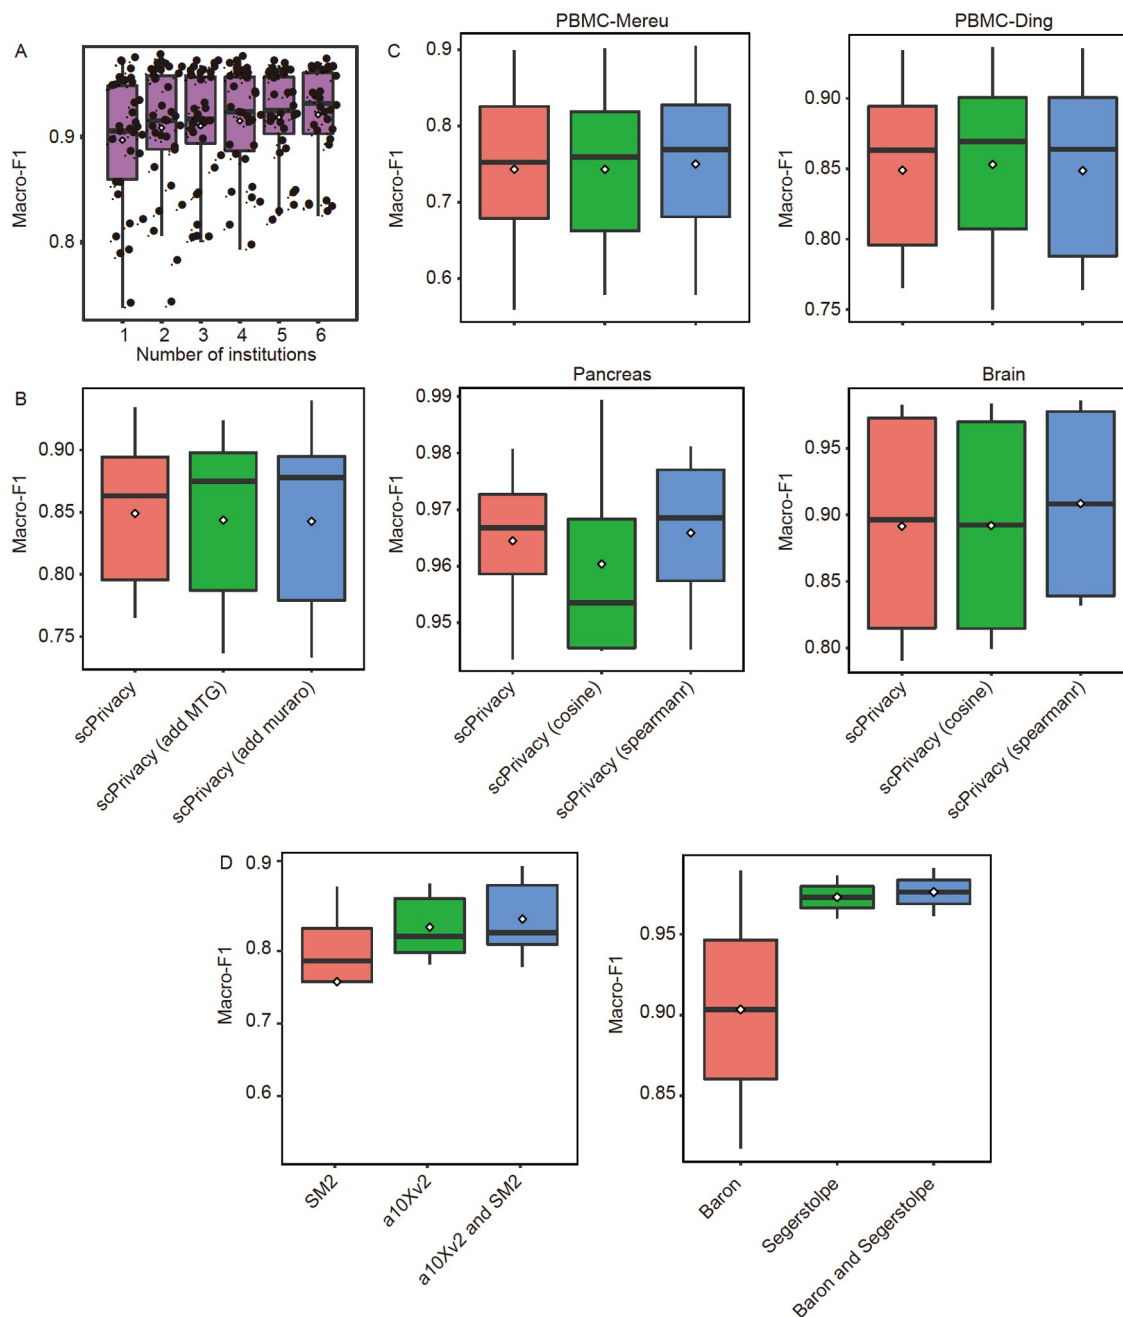 A
Macro-F1
0.9
0.8
1 2 3 4 5 6
Number of institutions
C
PBMC-Mereu
Macro-F1
0.9
0.8
0.7
0.6
PBMC-Ding
Macro-F1
0.90
0.85
0.80
0.75
B
Macro-F1
0.90
0.85
0.80
0.75
scPrivacy
scPrivacy (add MTG)
scPrivacy (add muraro)
Pancreas
Macro-F1
0.99
0.98
0.97
0.96
0.95
scPrivacy
scPrivacy (cosine)
scPrivacy (spearmanr)
Brain
Macro-F1
0.95
0.90
0.85
0.80
scPrivacy
scPrivacy (cosine)
scPrivacy (spearmanr)
D
Macro-F1
0.9
0.8
0.7
0.6
SM2
a10Xv2
a10Xv2 and SM2
Macro-F1
0.95
0.90
0.85
Baron
Segerstolpe
Baron and Segerstolpe